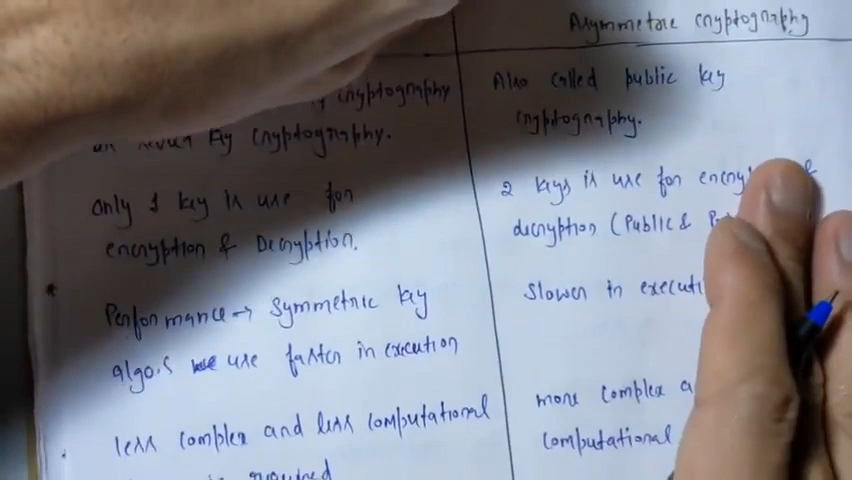 Asymmetric cryptography
cryptography
key cryptography.
Only 1 key is use for
encryption & Decryption.
Performance → Symmetric key
algo.s use faster in execution
less complex and less computational
required
Also called public key
cryptography.
2 keys is use for
decryption (Public &
Slower in
more complex
computational